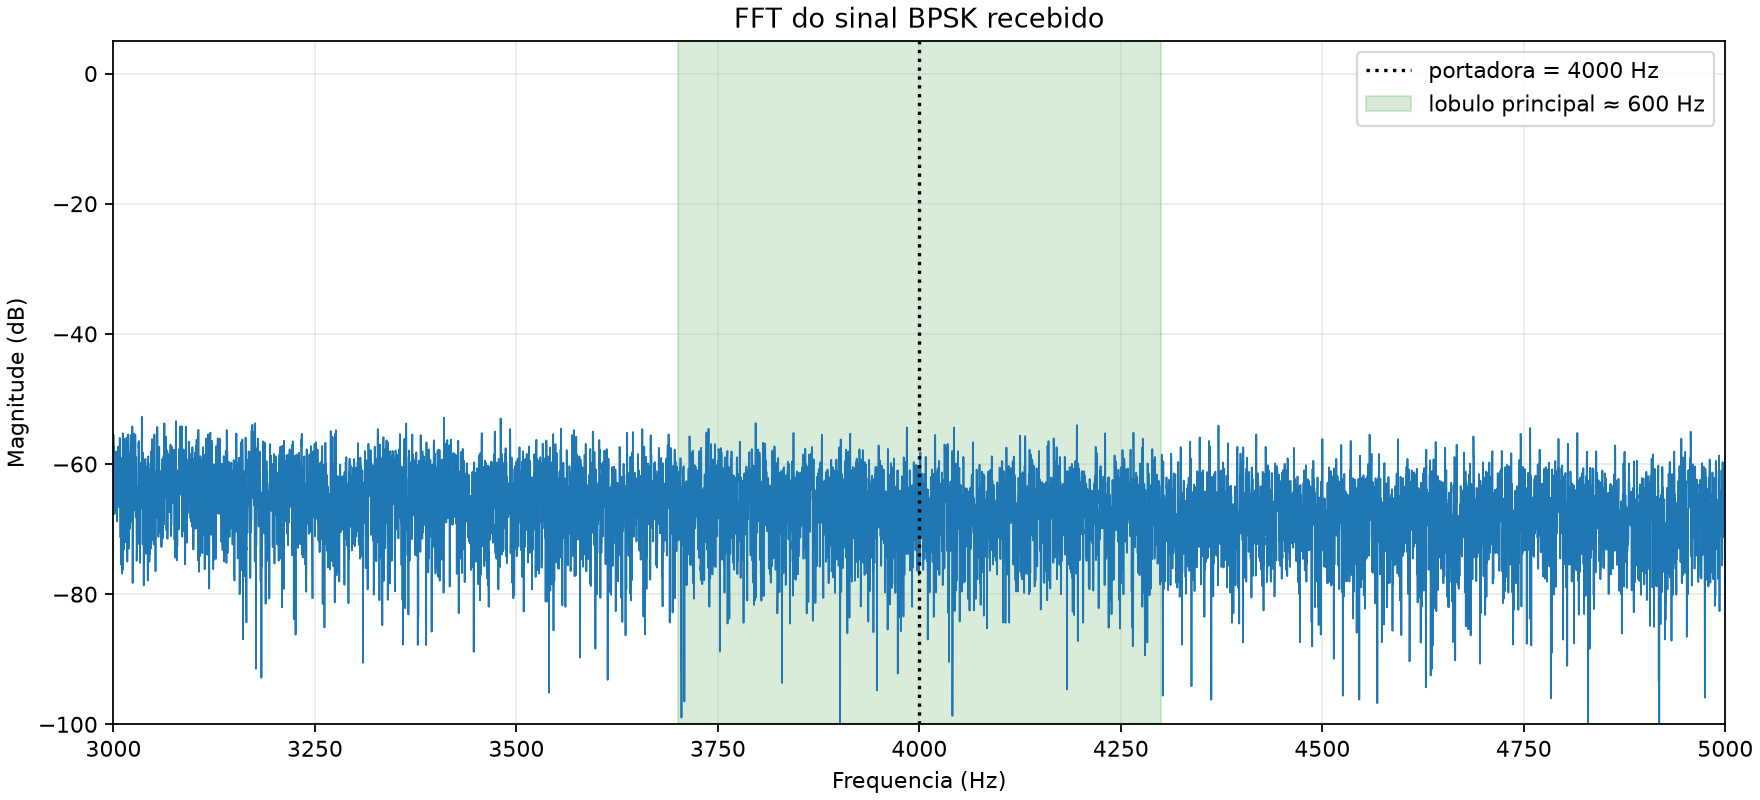 FFT do sinal BPSK recebido
portadora = 4000 Hz
lobulo principal ≈ 600 Hz
Magnitude (dB)
0
−20
−40
−60
−80
−100
3000 3250 3500 3750 4000 4250 4500 4750 5000
Frequencia (Hz)